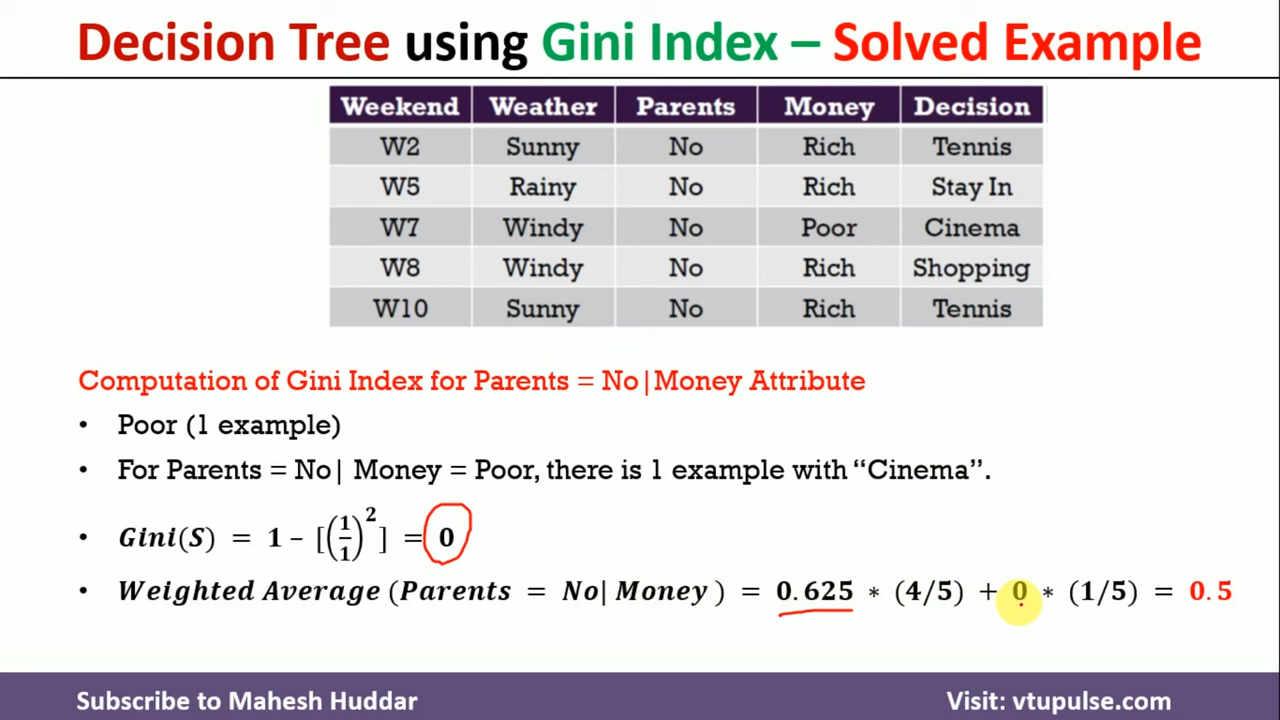 Decision Tree using Gini Index – Solved Example
Weekend Weather Parents Money Decision
W2 Sunny No Rich Tennis
W5 Rainy No Rich Stay In
W7 Windy No Poor Cinema
W8 Windy No Rich Shopping
W10 Sunny No Rich Tennis
Computation of Gini Index for Parents = No|Money Attribute
• Poor (1 example)
• For Parents = No| Money = Poor, there is 1 example with “Cinema”.
• Gini(S) = 1 – [(1/1)^2] = 0
• Weighted Average (Parents = No| Money ) = 0.625 * (4/5) + 0 * (1/5) = 0.5
Subscribe to Mahesh Huddar Visit: vtupulse.com